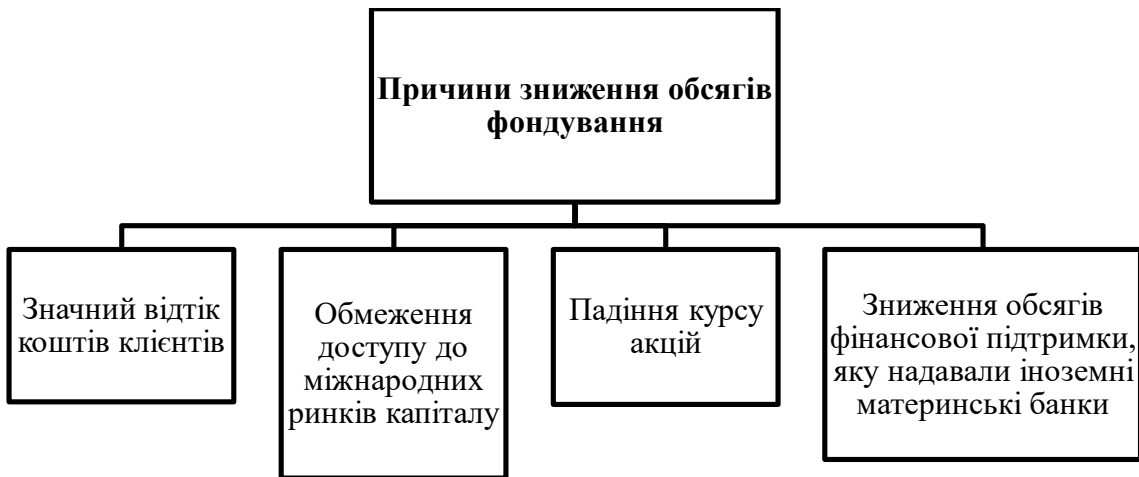 Причини зниження обсягів
фондування
Значний відтік
коштів клієнтів
Обмеження
доступу до
міжнародних
ринків капіталу
Падіння курсу
акцій
Зниження обсягів
фінансової підтримки,
яку надавали іноземні
материнські банки